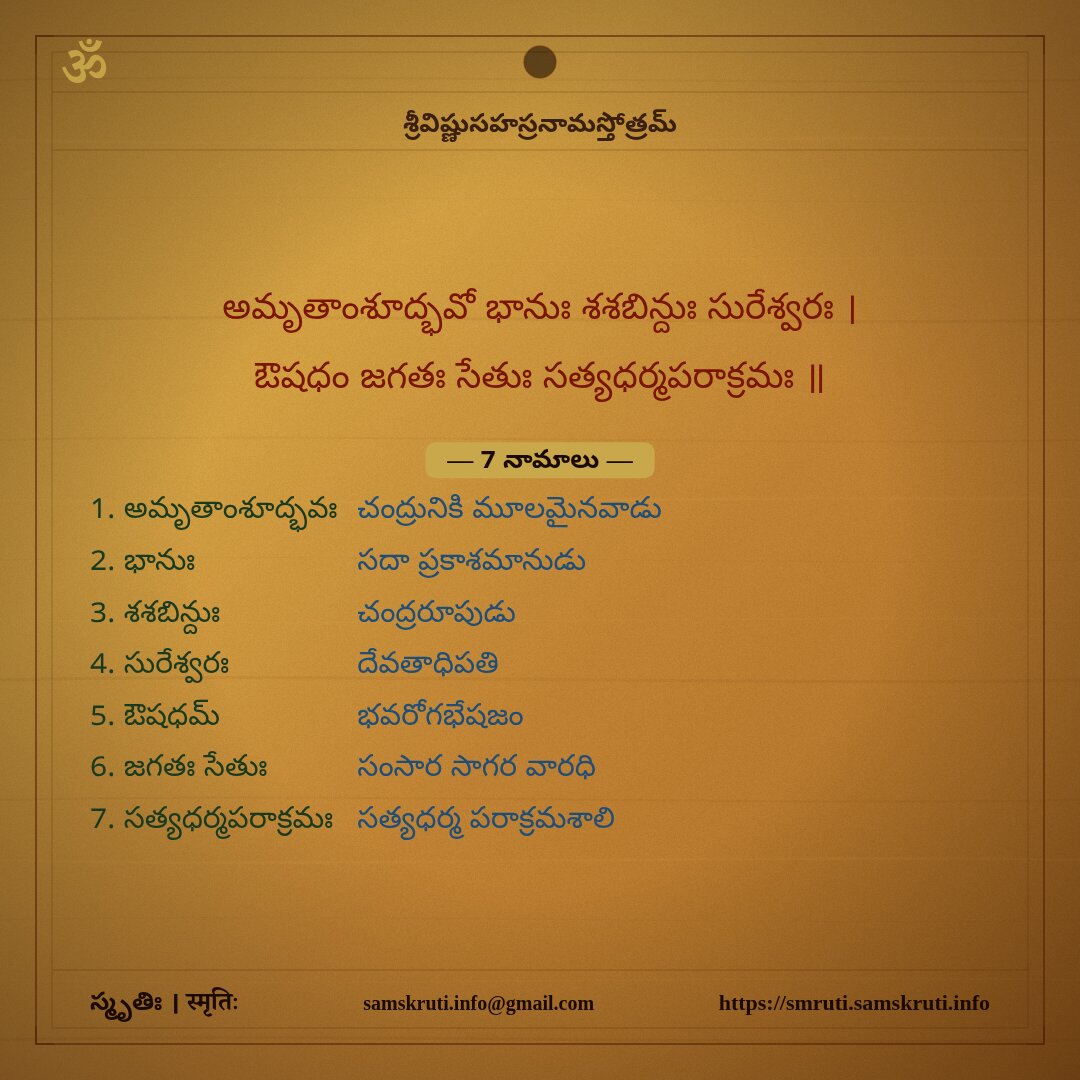 ॐ
శ్రీవిష్ణుసహస్రనామస్తోత్రమ్
అమృతాంశూద్భవో భానుః శశబిన్దుః సురేశ్వరః |
ఔషధం జగతః సేతుః సత్యధర్మపరాక్రమః ||
— 7 నామాలు —
1. అమృతాంశూద్భవః చంద్రునికి మూలమైనవాడు
2. భానుః సదా ప్రకాశమానుడు
3. శశబిన్దుః చంద్రరూపుడు
4. సురేశ్వరః దేవతాధిపతి
5. ఔషధమ్ భవరోగభేషజం
6. జగతః సేతుః సంసార సాగర వారధి
7. సత్యధర్మపరాక్రమః సత్యధర్మ పరాక్రమశాలి
స్మృతిః | स्मृतिः samskruti.info@gmail.com https://smruti.samskruti.info